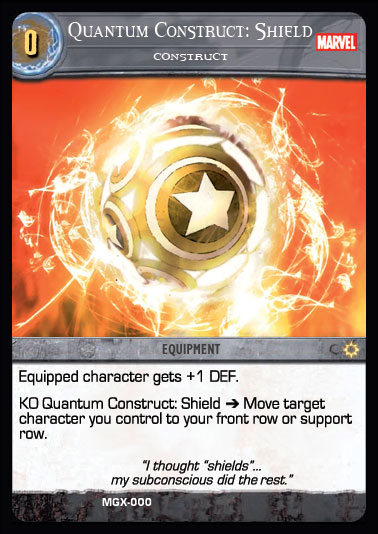 0
Quantum Construct: Shield
MARVEL
CONSTRUCT
EQUIPMENT
C
Equipped character gets +1 DEF.
KO Quantum Construct: Shield ➔ Move target
character you control to your front row or support
row.
"I thought "shields"...
my subconscious did the rest."
MGX-000